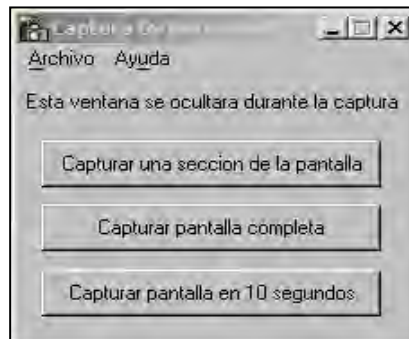 Archivo Ayuda
Esta ventana se ocultara durante la captura
Capturar una seccion de la pantalla
Capturar pantalla completa
Capturar pantalla en 10 segundos